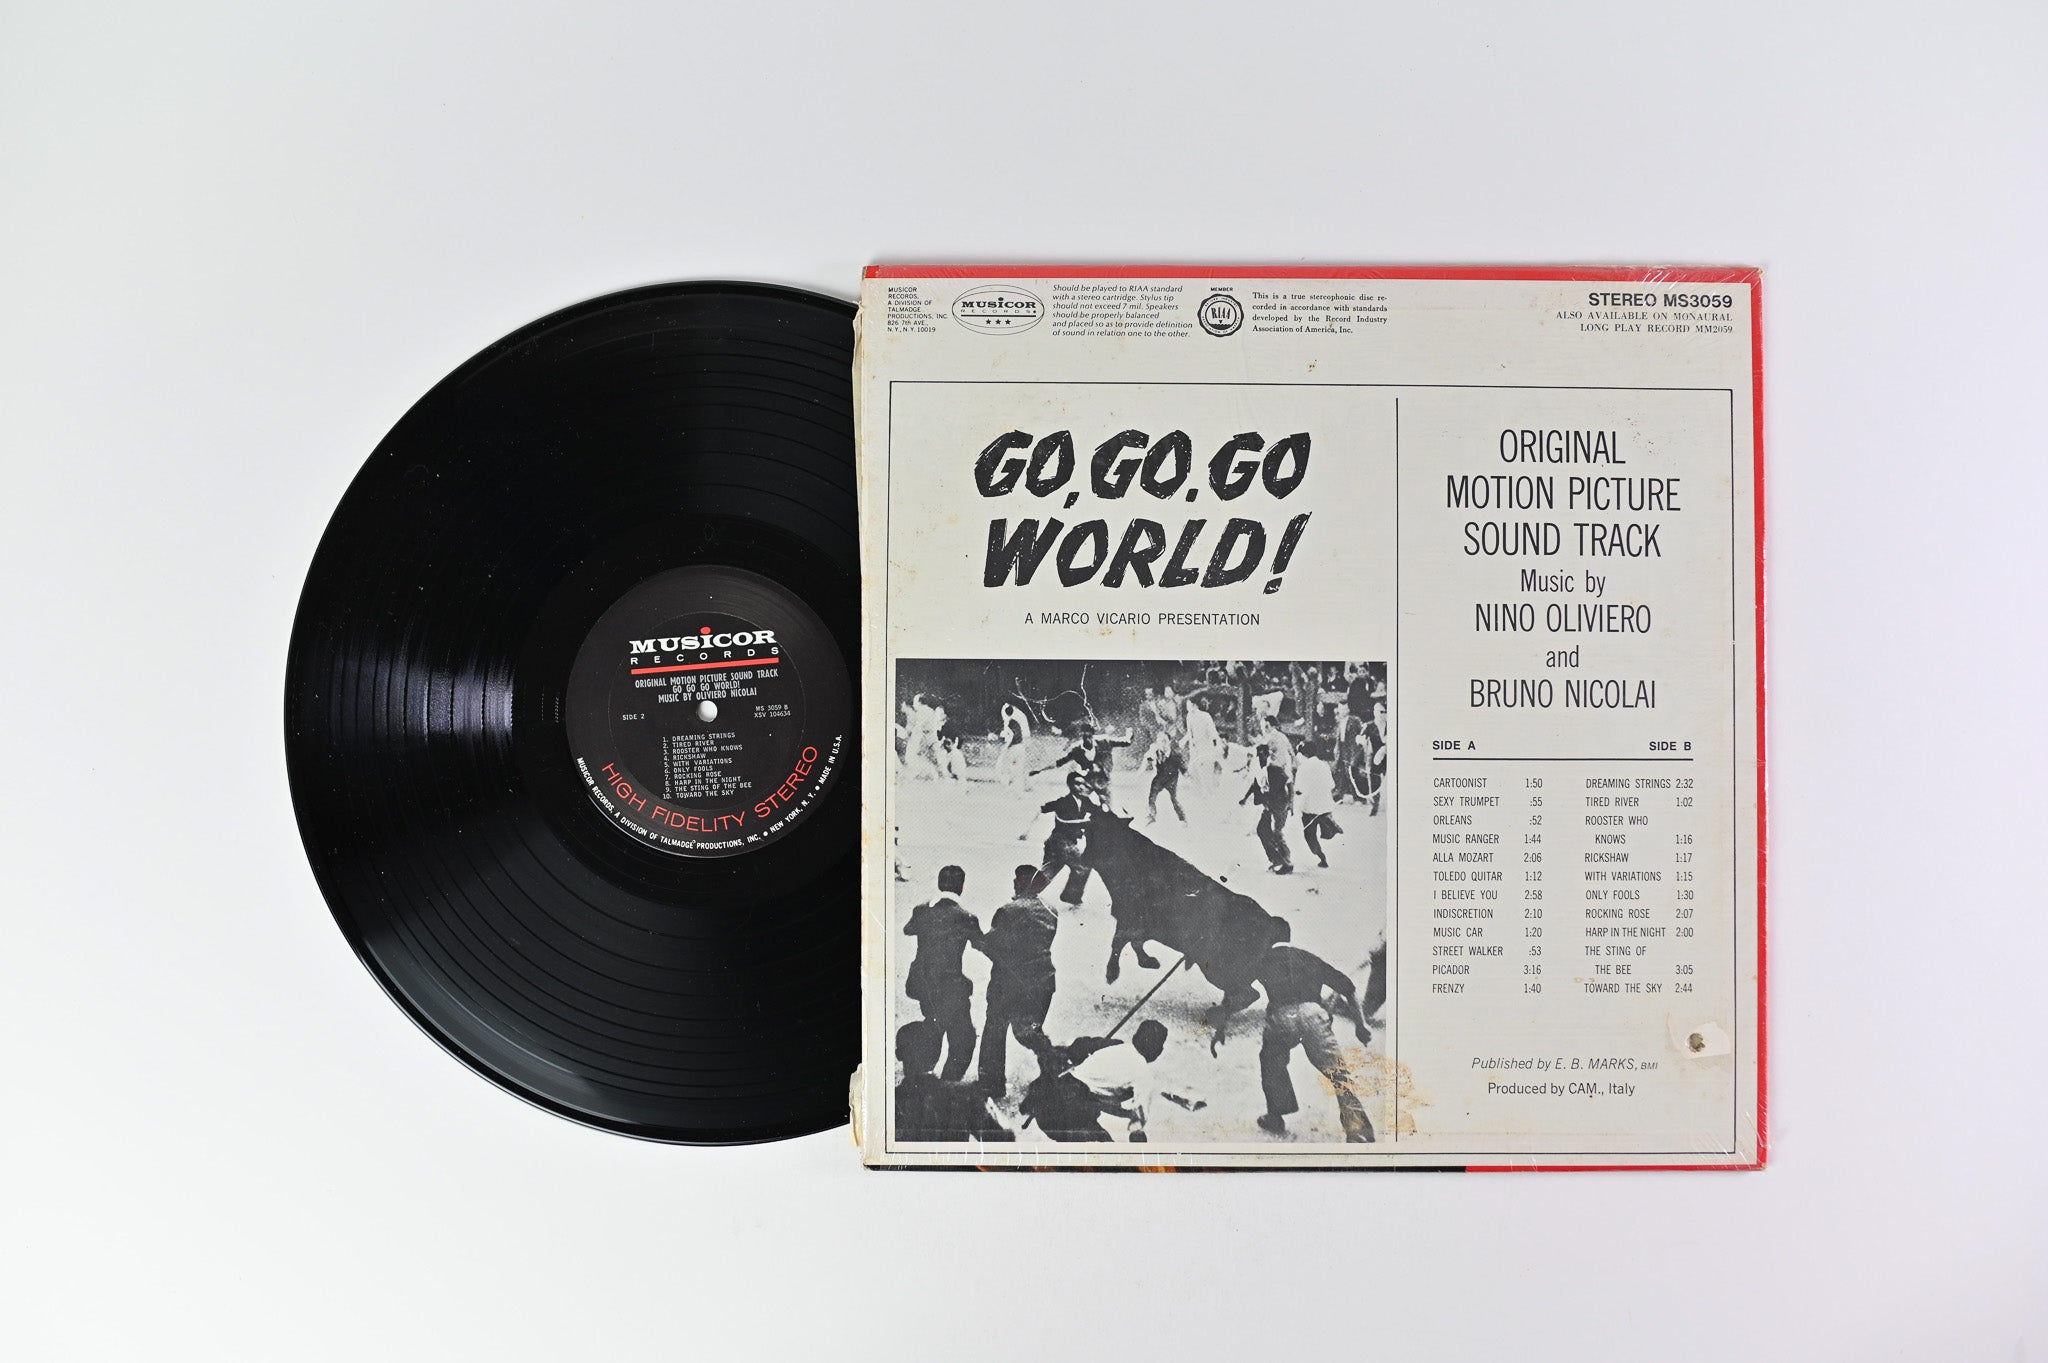 MUSICOR
RECORDS
ORIGINAL MOTION PICTURE SOUND TRACK
GO GO GO WORLD!
MUSIC BY OLIVIERO NICOLAI
SIDE 2
MS 3059 B
XSV 104634
1. DREAMING STRINGS
2. TIRED RIVER
3. ROOSTER WHO KNOWS
4. RICKSHAW
5. WITH VARIATIONS
6. ONLY FOOLS
7. ROCKING ROSE
8. HARP IN THE NIGHT
9. THE STING OF THE BEE
10. TOWARD THE SKY
HIGH FIDELITY STEREO
MUSICOR RECORDS, A DIVISION OF TALMADGE PRODUCTIONS, INC. • NEW YORK, N. Y. • MADE IN U.S.A.
MUSICOR
RECORDS,
A DIVISION OF
TALMADGE
PRODUCTIONS, INC.
826 7th AVE.,
N.Y., N.Y. 10019
MUSICOR
RECORDS
Should be played to RIAA standard
with a stereo cartridge. Stylus tip
should not exceed 7 mil. Speakers
should be properly balanced
and placed so as to provide definition
of sound in relation one to the other.
MEMBER
RIAA
This is a true stereophonic disc re-
corded in accordance with standards
developed by the Record Industry
Association of America, Inc.
STEREO MS3059
ALSO AVAILABLE ON MONAURAL
LONG PLAY RECORD MM2059
GO, GO, GO
WORLD!
A MARCO VICARIO PRESENTATION
ORIGINAL
MOTION PICTURE
SOUND TRACK
Music by
NINO OLIVIERO
and
BRUNO NICOLAI
SIDE A
CARTOONIST 1:50
SEXY TRUMPET :55
ORLEANS :52
MUSIC RANGER 1:44
ALLA MOZART 2:06
TOLEDO QUITAR 1:12
I BELIEVE YOU 2:58
INDISCRETION 2:10
MUSIC CAR 1:20
STREET WALKER :53
PICADOR 3:16
FRENZY 1:40
SIDE B
DREAMING STRINGS 2:32
TIRED RIVER 1:02
ROOSTER WHO
KNOWS 1:16
RICKSHAW 1:17
WITH VARIATIONS 1:15
ONLY FOOLS 1:30
ROCKING ROSE 2:07
HARP IN THE NIGHT 2:00
THE STING OF
THE BEE 3:05
TOWARD THE SKY 2:44
Published by E. B. MARKS, BMI
Produced by CAM., Italy